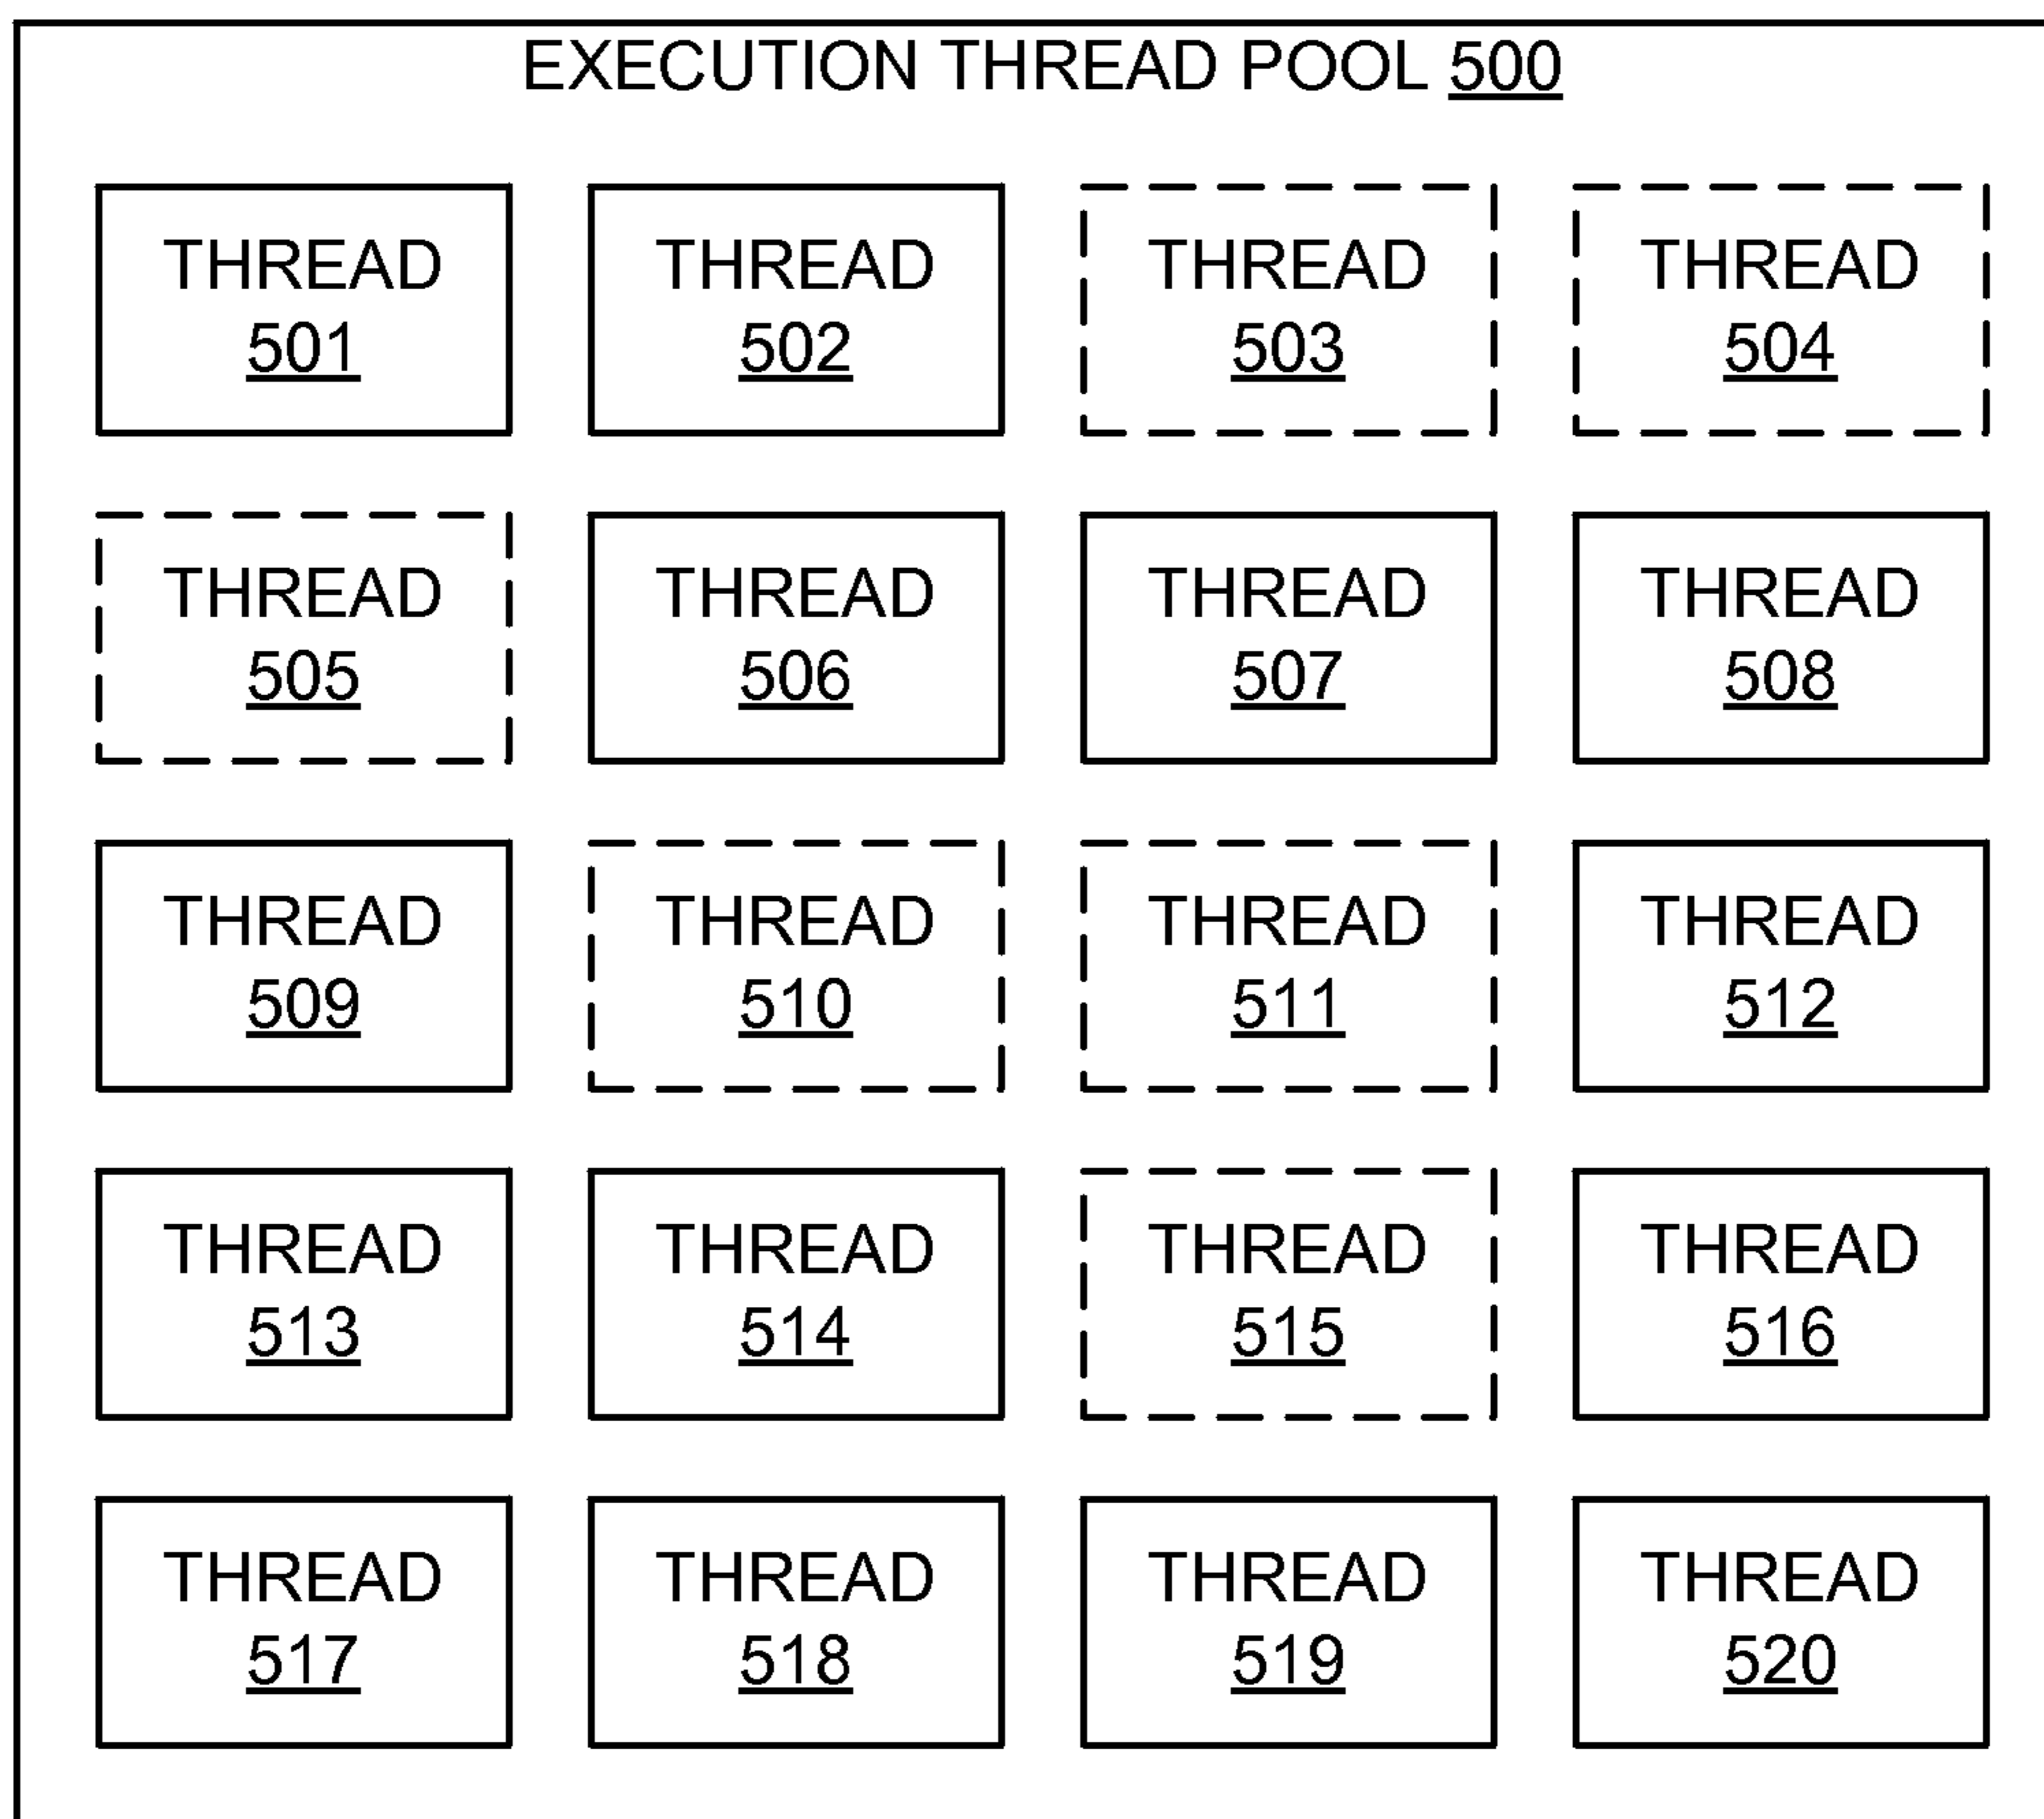 EXECUTION THREAD POOL 500
THREAD
501
THREAD
502
THREAD
503
THREAD
504
THREAD
505
THREAD
506
THREAD
507
THREAD
508
THREAD
509
THREAD
510
THREAD
511
THREAD
512
THREAD
513
THREAD
514
THREAD
515
THREAD
516
THREAD
517
THREAD
518
THREAD
519
THREAD
520